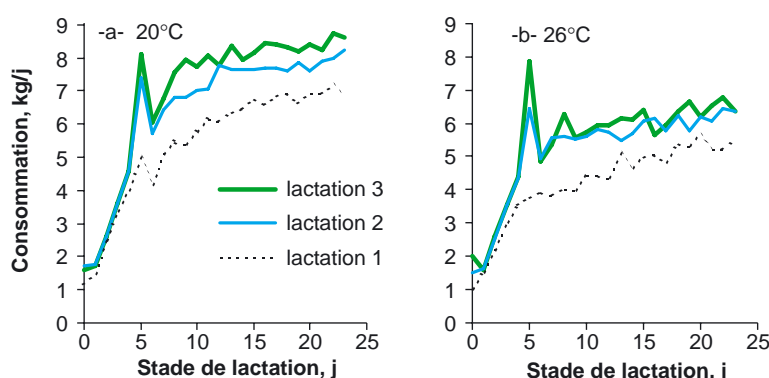 -a- 20°C
Consommation, kg/j
9
8
7
6
5
4
3
2
1
0
lactation 3
lactation 2
lactation 1
0 5 10 15 20 25
Stade de lactation, j
-b- 26°C
9
8
7
6
5
4
3
2
1
0
0 5 10 15 20 25
Stade de lactation, j